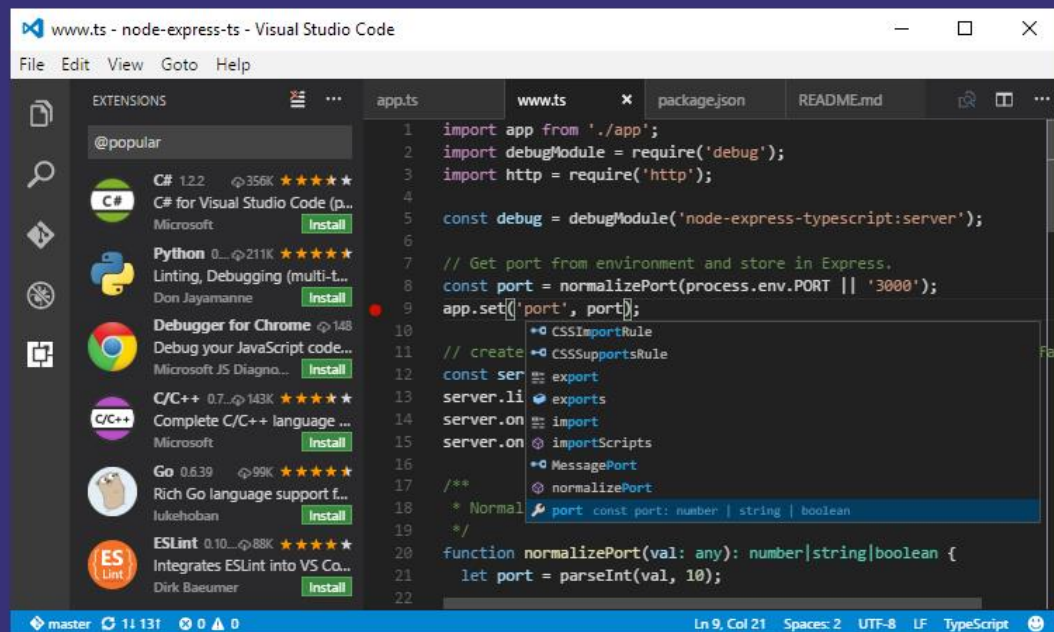 www.ts - node-express-ts - Visual Studio Code
File Edit View Goto Help
EXTENSIONS
@popular
C# 1.2.2 356K
C# for Visual Studio Code (p...
Microsoft Install
C#
Python 0... 211K
Linting, Debugging (multi-t...
Don Jayamanne Install
Debugger for Chrome 148
Debug your JavaScript code...
Microsoft JS Diagno... Install
C/C++ 0.7... 143K
Complete C/C++ language ...
Microsoft Install
C/C++
Go 0.6.39 99K
Rich Go language support f...
lukehoban Install
ESLint 0.10... 88K
Integrates ESLint into VS Co...
Dirk Baeumer Install
ES
Lint
app.ts www.ts package.json README.md
1 import app from './app';
2 import debugModule = require('debug');
3 import http = require('http');
4
5 const debug = debugModule('node-express-typescript:server');
6
7 // Get port from environment and store in Express.
8 const port = normalizePort(process.env.PORT || '3000');
9 app.set('port', port);
10
11 // create
12 const ser
13 server.li
14 server.on
15 server.on
16
17 /**
18 * Normal
19 */
20 function normalizePort(val: any): number|string|boolean {
21 let port = parseInt(val, 10);
22
CSSImportRule
CSSSupportsRule
export
exports
import
importScripts
MessagePort
normalizePort
port const port: number | string | boolean
master 1↓ 13↑ 0 0
Ln 9, Col 21 Spaces: 2 UTF-8 LF TypeScript